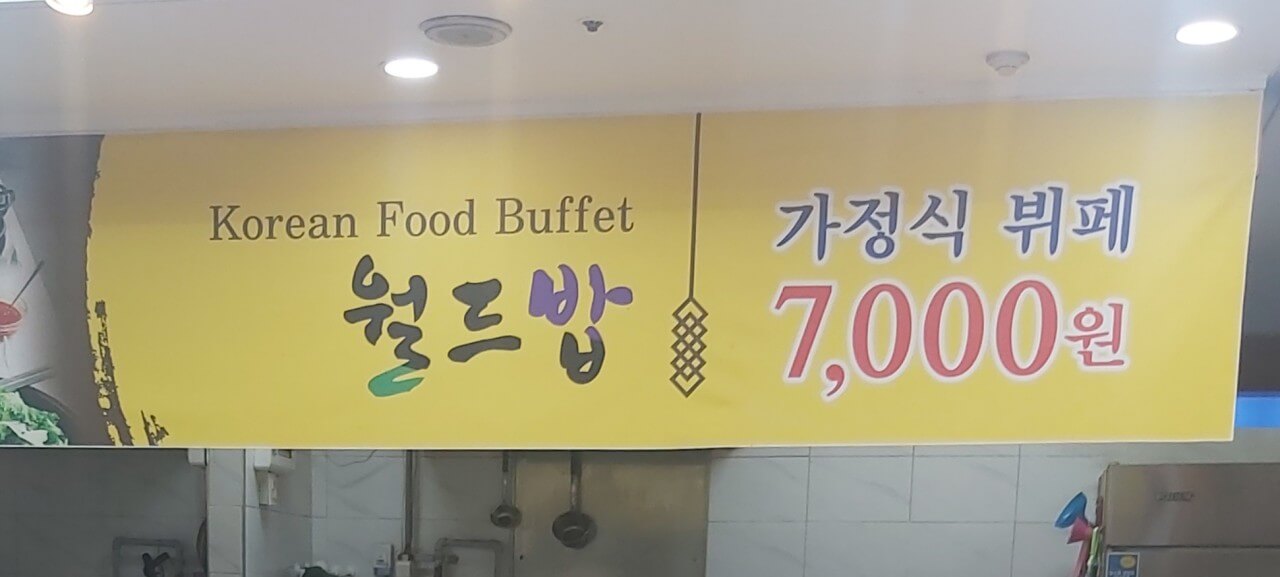 Korean Food Buffet
월드밥
가정식 뷔페
7,000원